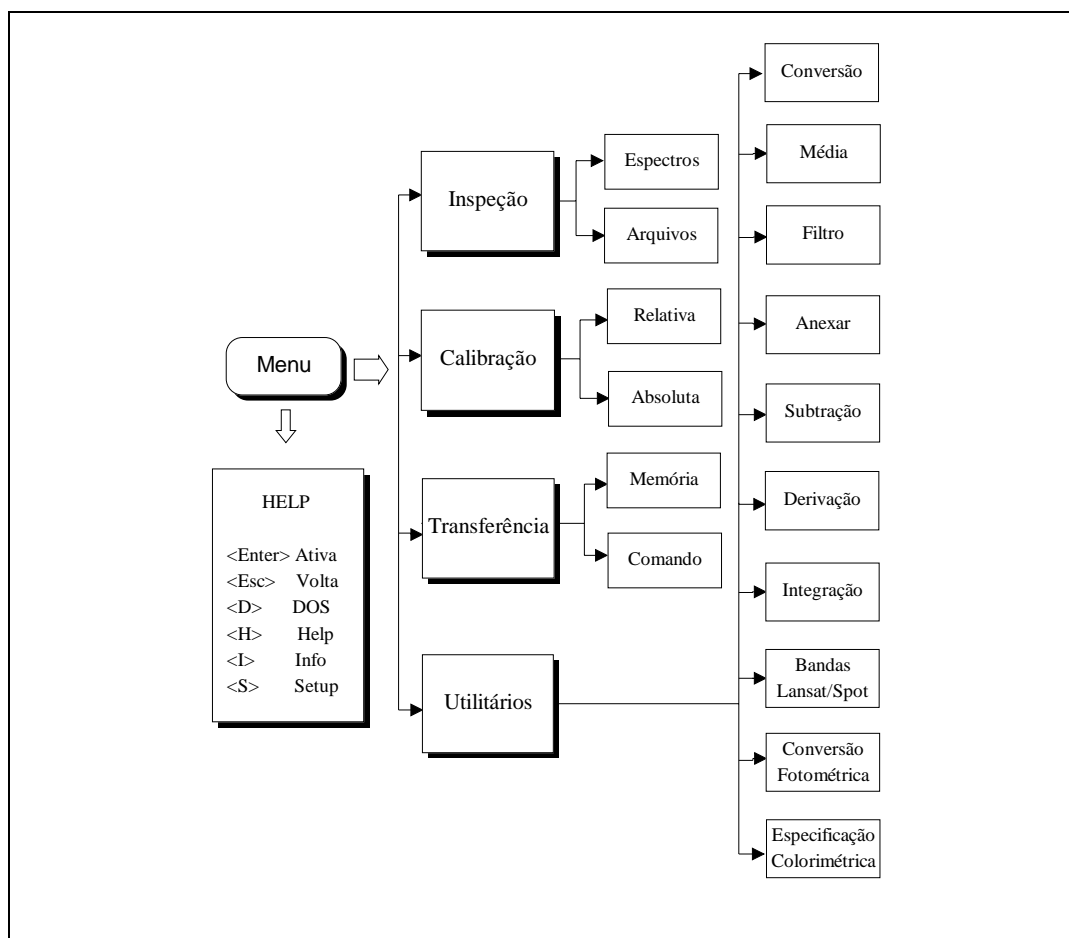 Menu
HELP
<Enter> Ativa
<Esc> Volta
<D> DOS
<H> Help
<I> Info
<S> Setup
Inspeção
Espectros
Arquivos
Calibração
Relativa
Absoluta
Transferência
Memória
Comando
Utilitários
Conversão
Média
Filtro
Anexar
Subtração
Derivação
Integração
Bandas
Lansat/Spot
Conversão
Fotométrica
Especificação
Colorimétrica